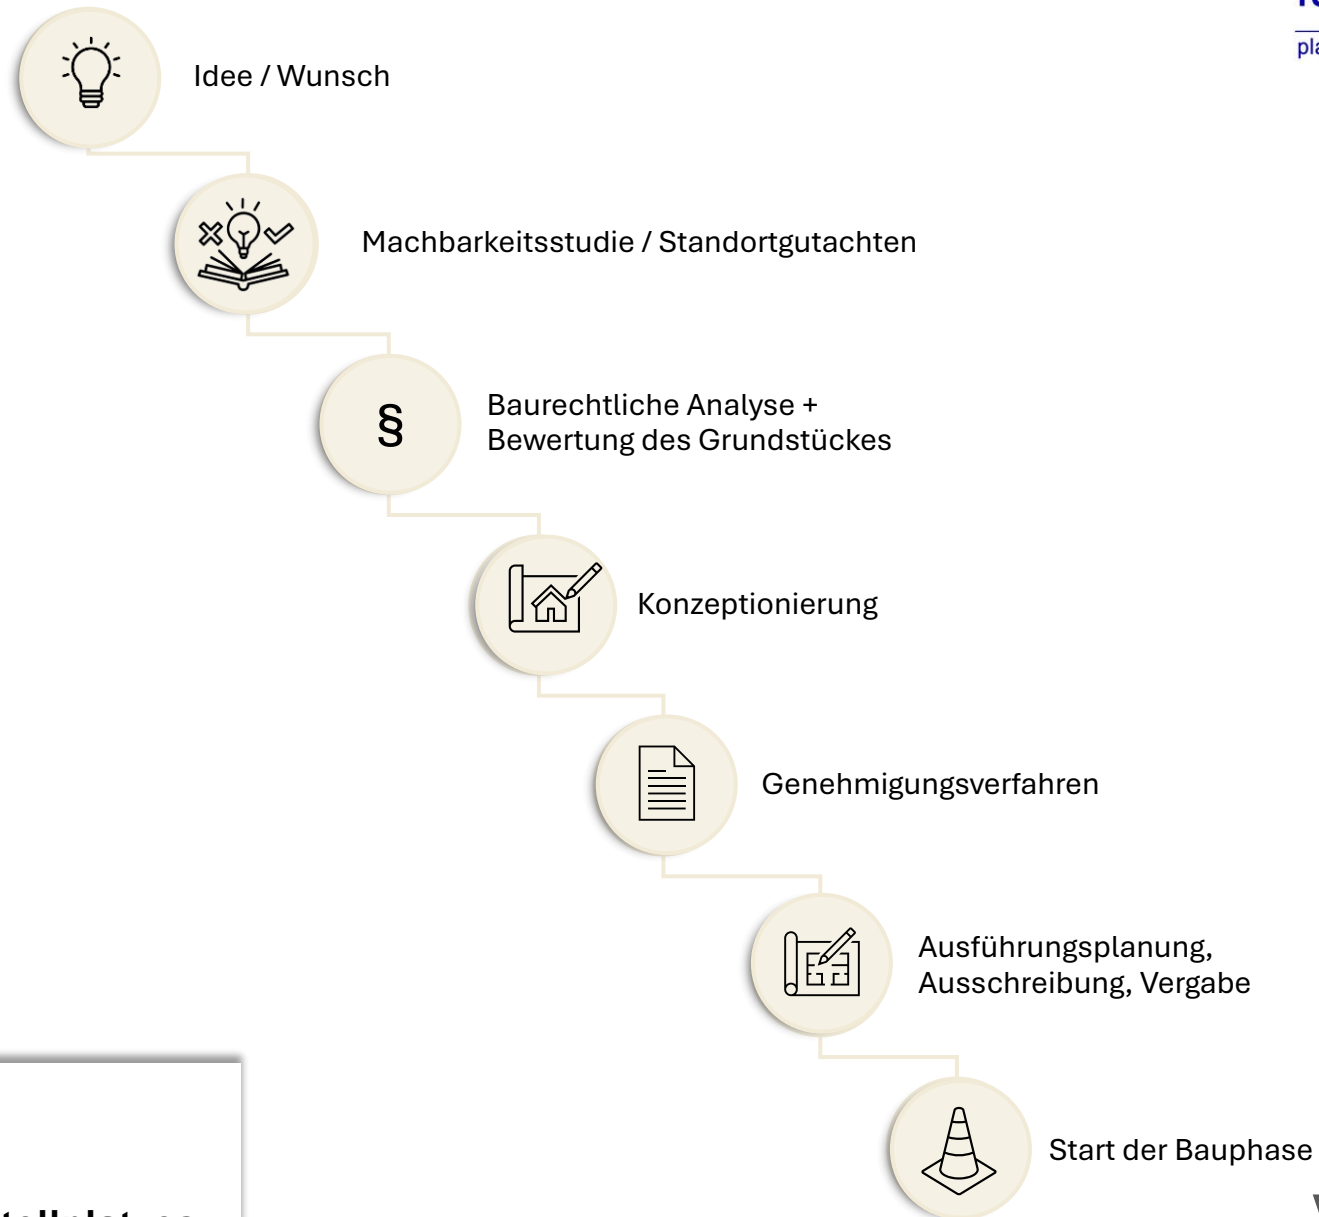 Idee / Wunsch
Machbarkeitsstudie / Standortgutachten
§
Baurechtliche Analyse +
Bewertung des Grundstückes
Konzeptionierung
Genehmigungsverfahren
Ausführungsplanung,
Ausschreibung, Vergabe
Start der Bauphase